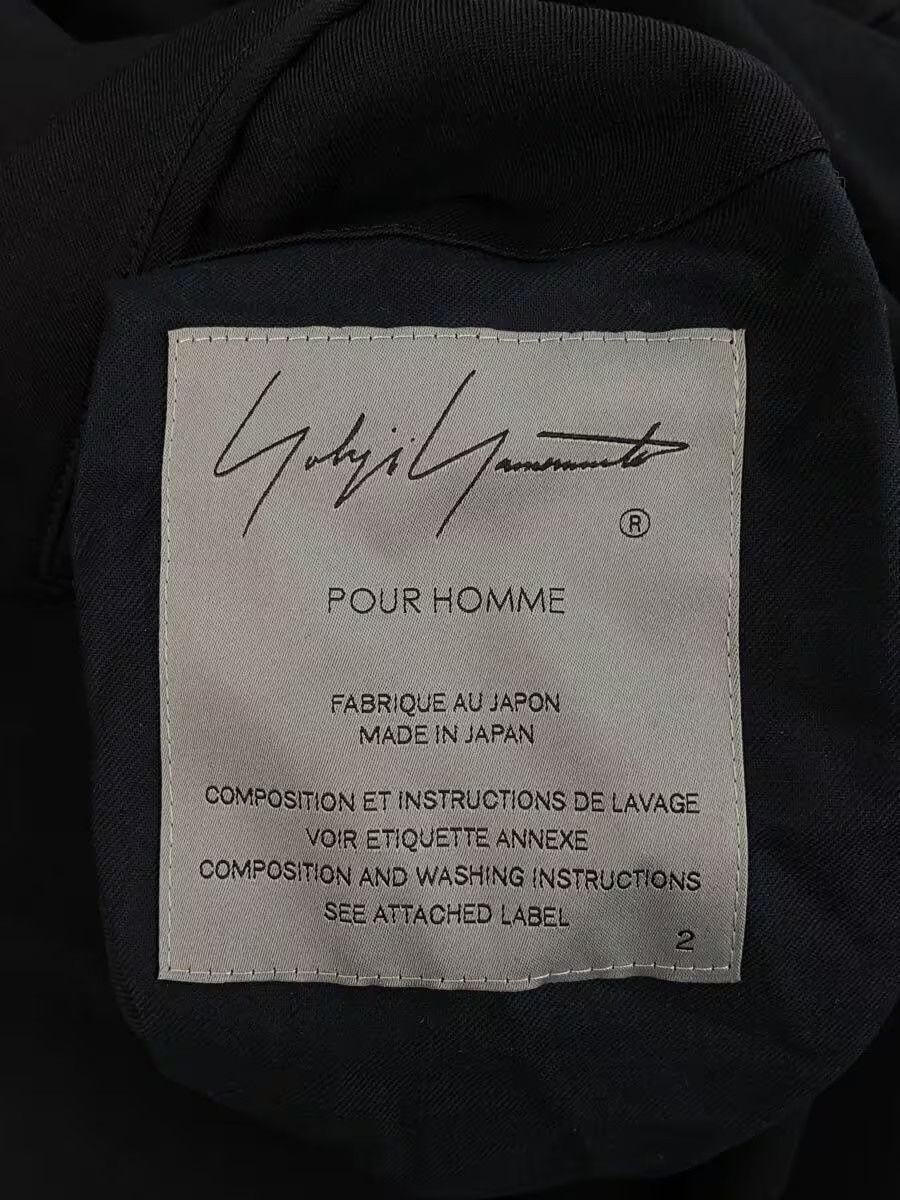 Yohji Yamamoto
®
POUR HOMME
FABRIQUE AU JAPON
MADE IN JAPAN
COMPOSITION ET INSTRUCTIONS DE LAVAGE
VOIR ETIQUETTE ANNEXE
COMPOSITION AND WASHING INSTRUCTIONS
SEE ATTACHED LABEL
2